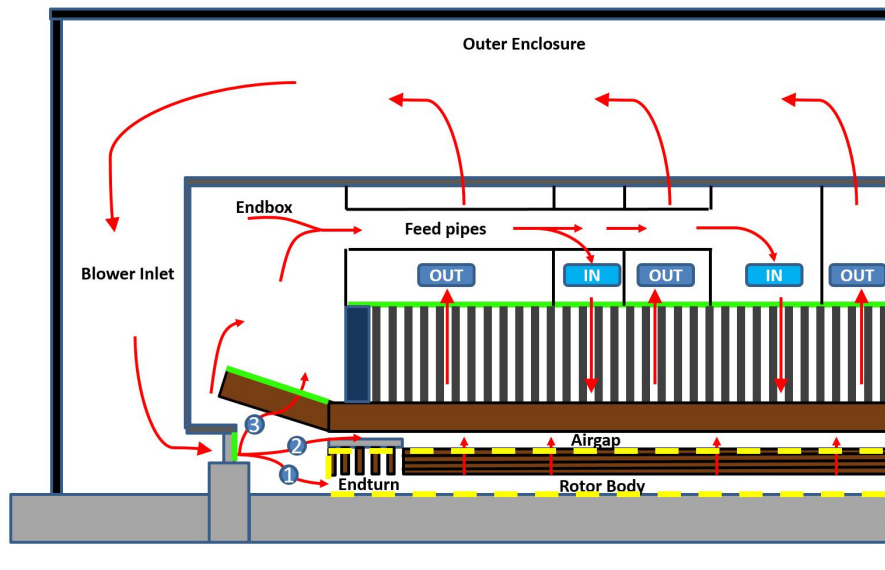 Outer Enclosure
Endbox
Feed pipes
Blower Inlet
OUT
IN
OUT
IN
OUT
3
2
Airgap
1
Endturn
Rotor Body